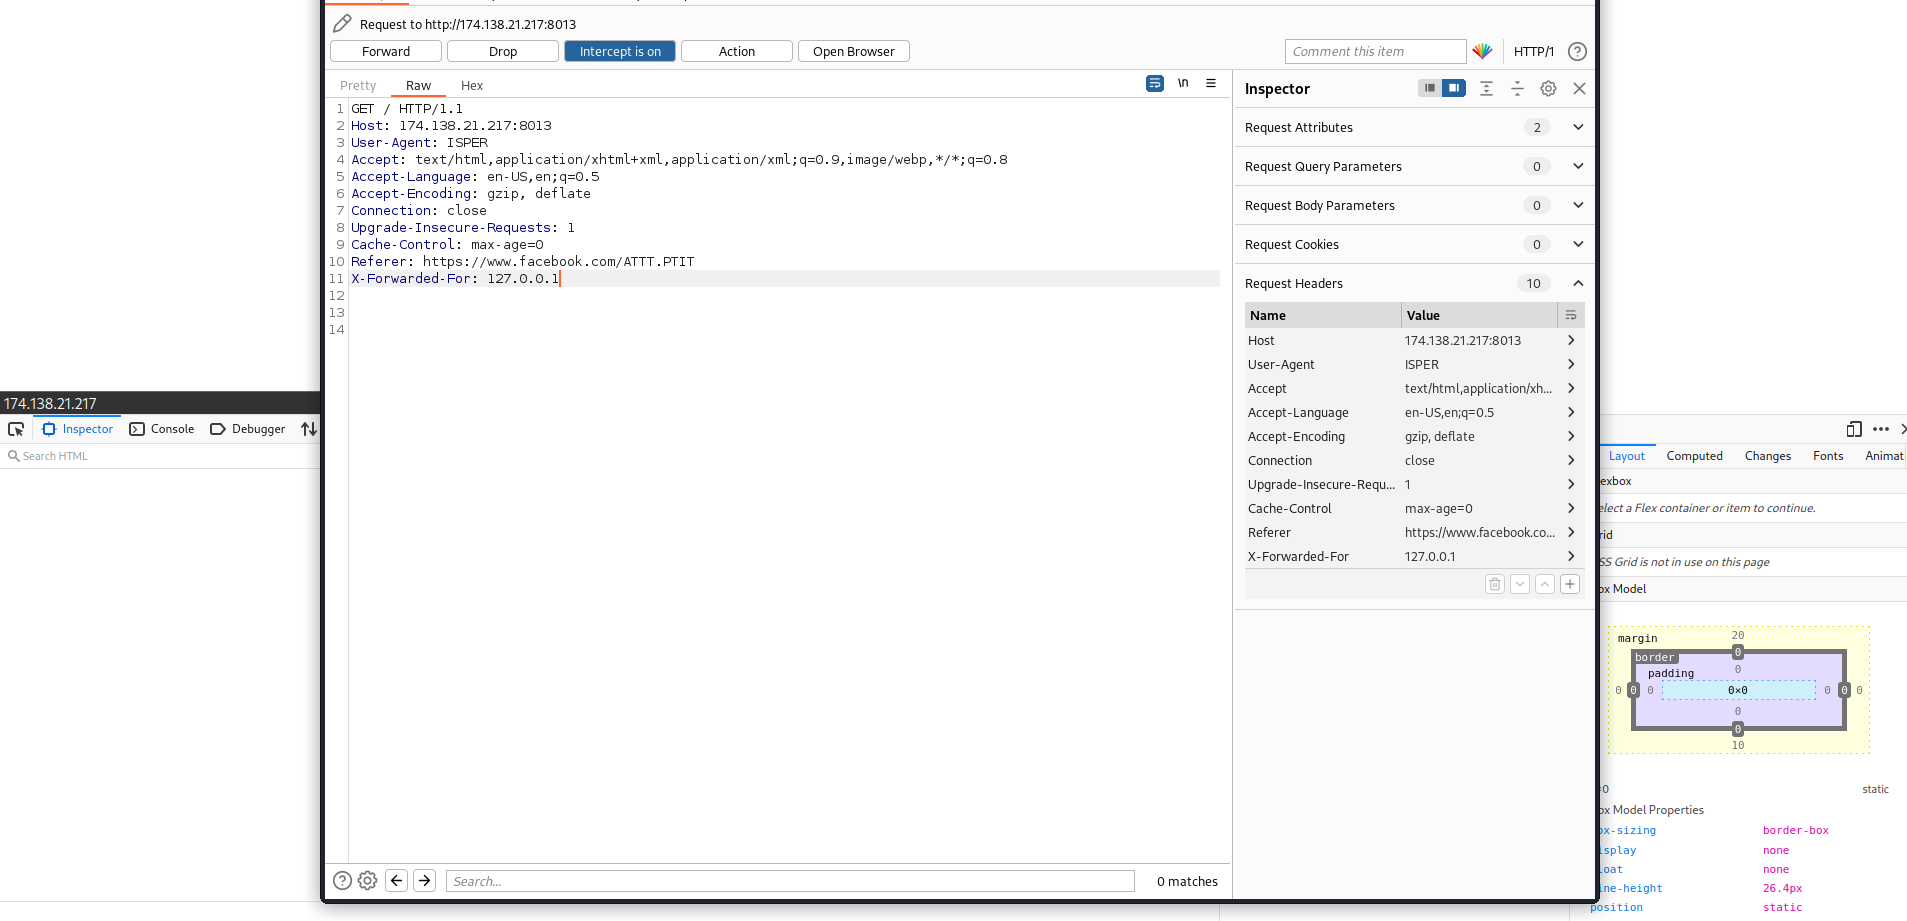 Request to http://174.138.21.217:8013
Forward
Drop
Intercept is on
Action
Open Browser
Comment this item
HTTP/1
Pretty
Raw
Hex
\n
1 GET / HTTP/1.1
2 Host: 174.138.21.217:8013
3 User-Agent: ISPER
4 Accept: text/html,application/xhtml+xml,application/xml;q=0.9,image/webp,*/*;q=0.8
5 Accept-Language: en-US,en;q=0.5
6 Accept-Encoding: gzip, deflate
7 Connection: close
8 Upgrade-Insecure-Requests: 1
9 Cache-Control: max-age=0
10 Referer: https://www.facebook.com/ATTT.PTIT
11 X-Forwarded-For: 127.0.0.1
12
13
14
Search...
0 matches
Inspector
Request Attributes 2
Request Query Parameters 0
Request Body Parameters 0
Request Cookies 0
Request Headers 10
Name Value
Host 174.138.21.217:8013
User-Agent ISPER
Accept text/html,application/xh...
Accept-Language en-US,en;q=0.5
Accept-Encoding gzip, deflate
Connection close
Upgrade-Insecure-Requ... 1
Cache-Control max-age=0
Referer https://www.facebook.co...
X-Forwarded-For 127.0.0.1
174.138.21.217
Inspector
Console
Debugger
Search HTML
Layout
Computed
Changes
Fonts
Animat
exbox
elect a Flex container or item to continue.
rid
SS Grid is not in use on this page
ox Model
margin
20
border
0
padding
0
0 0 0 0×0 0 0 0
0
0
10
×0
static
ox Model Properties
ox-sizing border-box
isplay none
loat none
ine-height 26.4px
position static